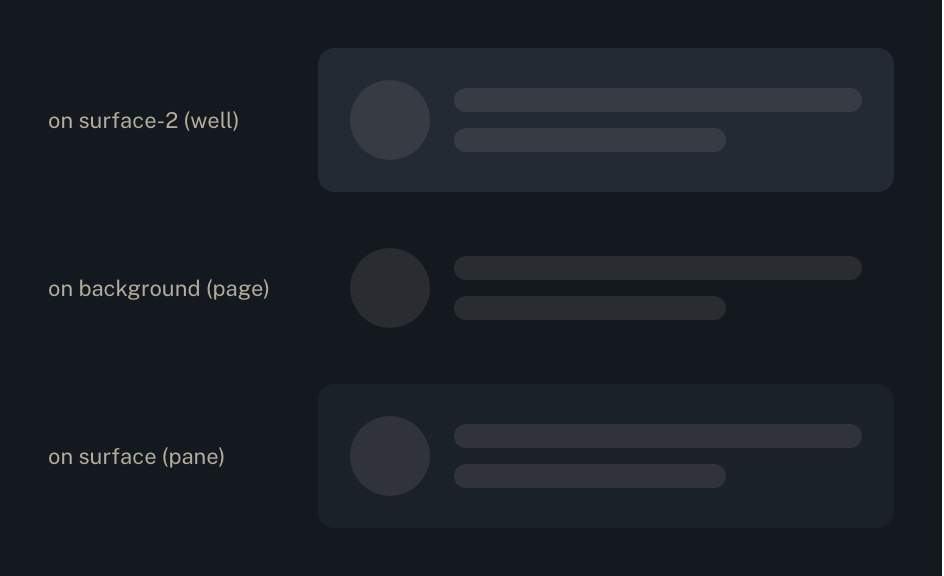 on surface-2 (well)
on background (page)
on surface (pane)